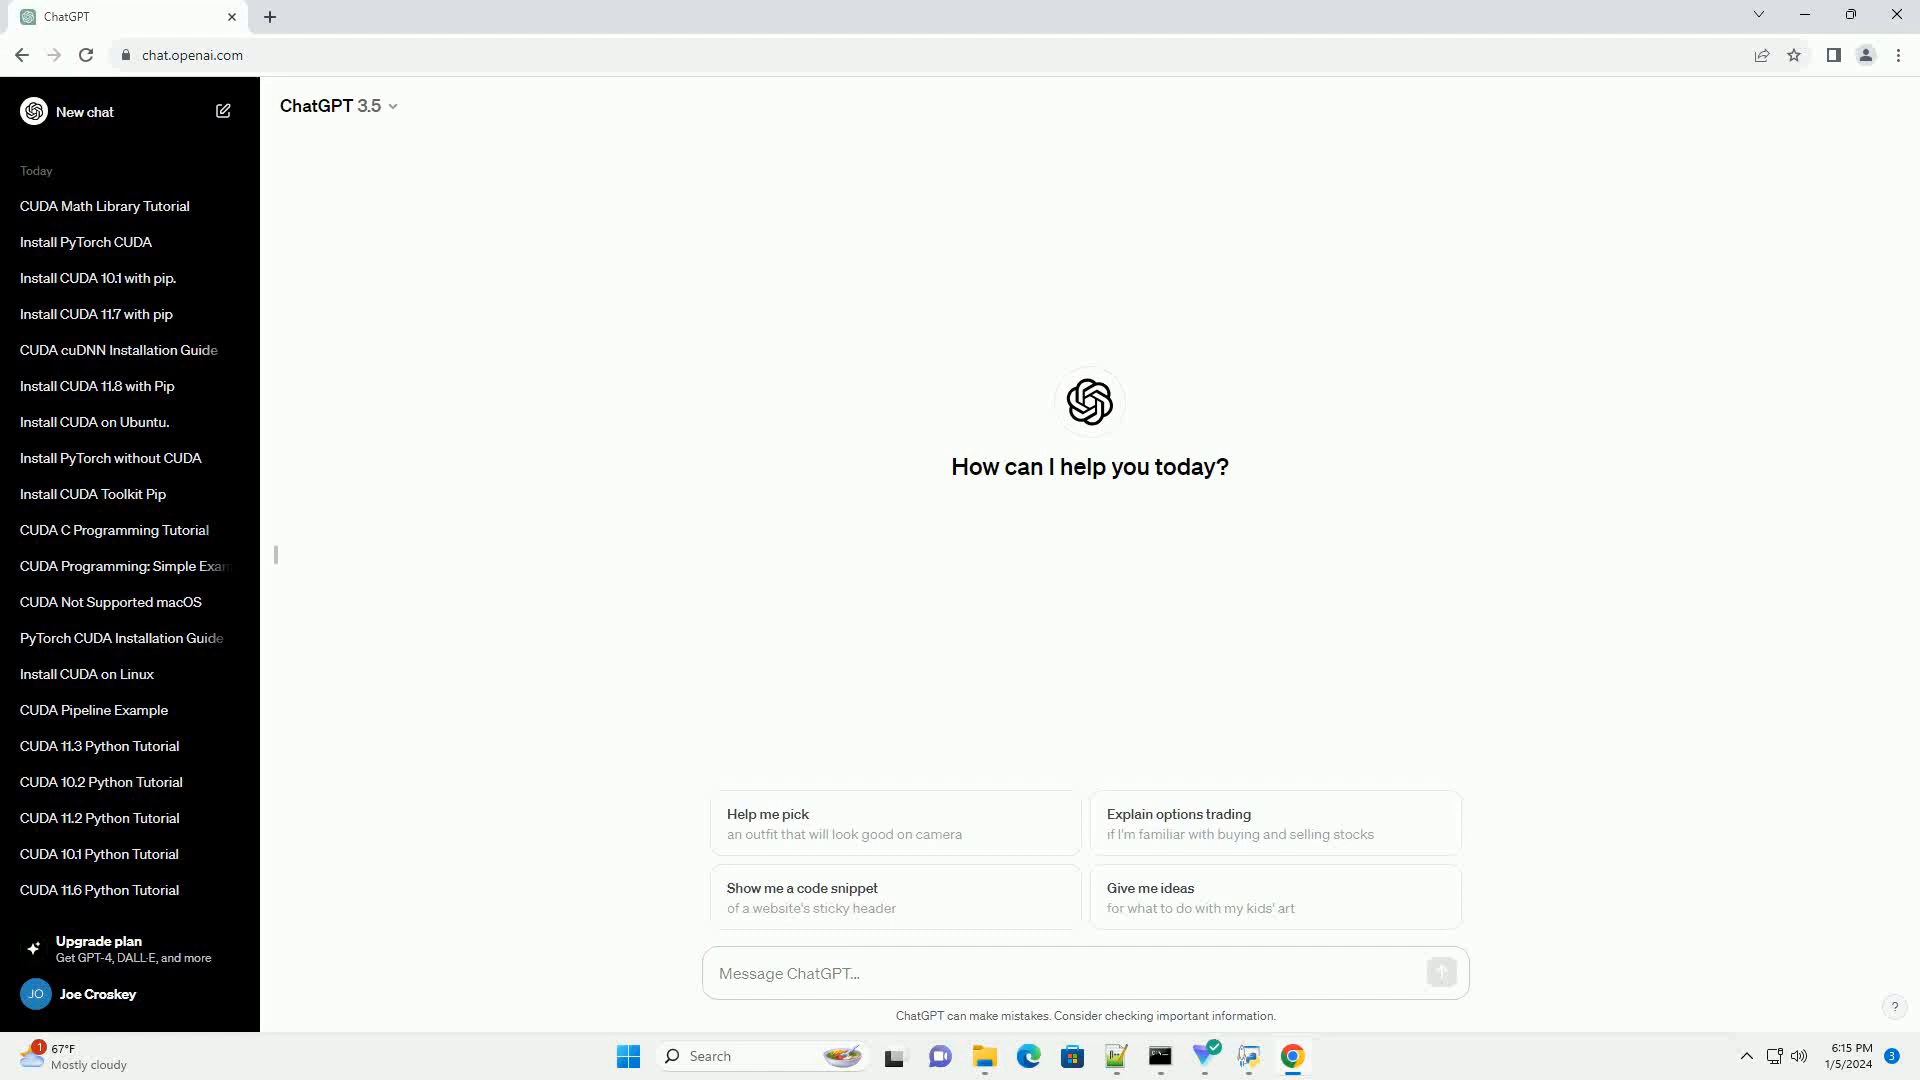 ChatGPT
chat.openai.com
New chat
ChatGPT 3.5
Today
CUDA Math Library Tutorial
Install PyTorch CUDA
Install CUDA 10.1 with pip.
Install CUDA 11.7 with pip
CUDA cuDNN Installation Guide
Install CUDA 11.8 with Pip
Install CUDA on Ubuntu.
Install PyTorch without CUDA
Install CUDA Toolkit Pip
CUDA C Programming Tutorial
CUDA Programming: Simple Exam
CUDA Not Supported macOS
PyTorch CUDA Installation Guide
Install CUDA on Linux
CUDA Pipeline Example
CUDA 11.3 Python Tutorial
CUDA 10.2 Python Tutorial
CUDA 11.2 Python Tutorial
CUDA 10.1 Python Tutorial
CUDA 11.6 Python Tutorial
Upgrade plan
Get GPT-4, DALL·E, and more
JO
Joe Croskey
How can I help you today?
Help me pick
an outfit that will look good on camera
Explain options trading
if I'm familiar with buying and selling stocks
Show me a code snippet
of a website's sticky header
Give me ideas
for what to do with my kids' art
Message ChatGPT...
ChatGPT can make mistakes. Consider checking important information.
?
1
67°F
Mostly cloudy
Search
6:15 PM
1/5/2024
3